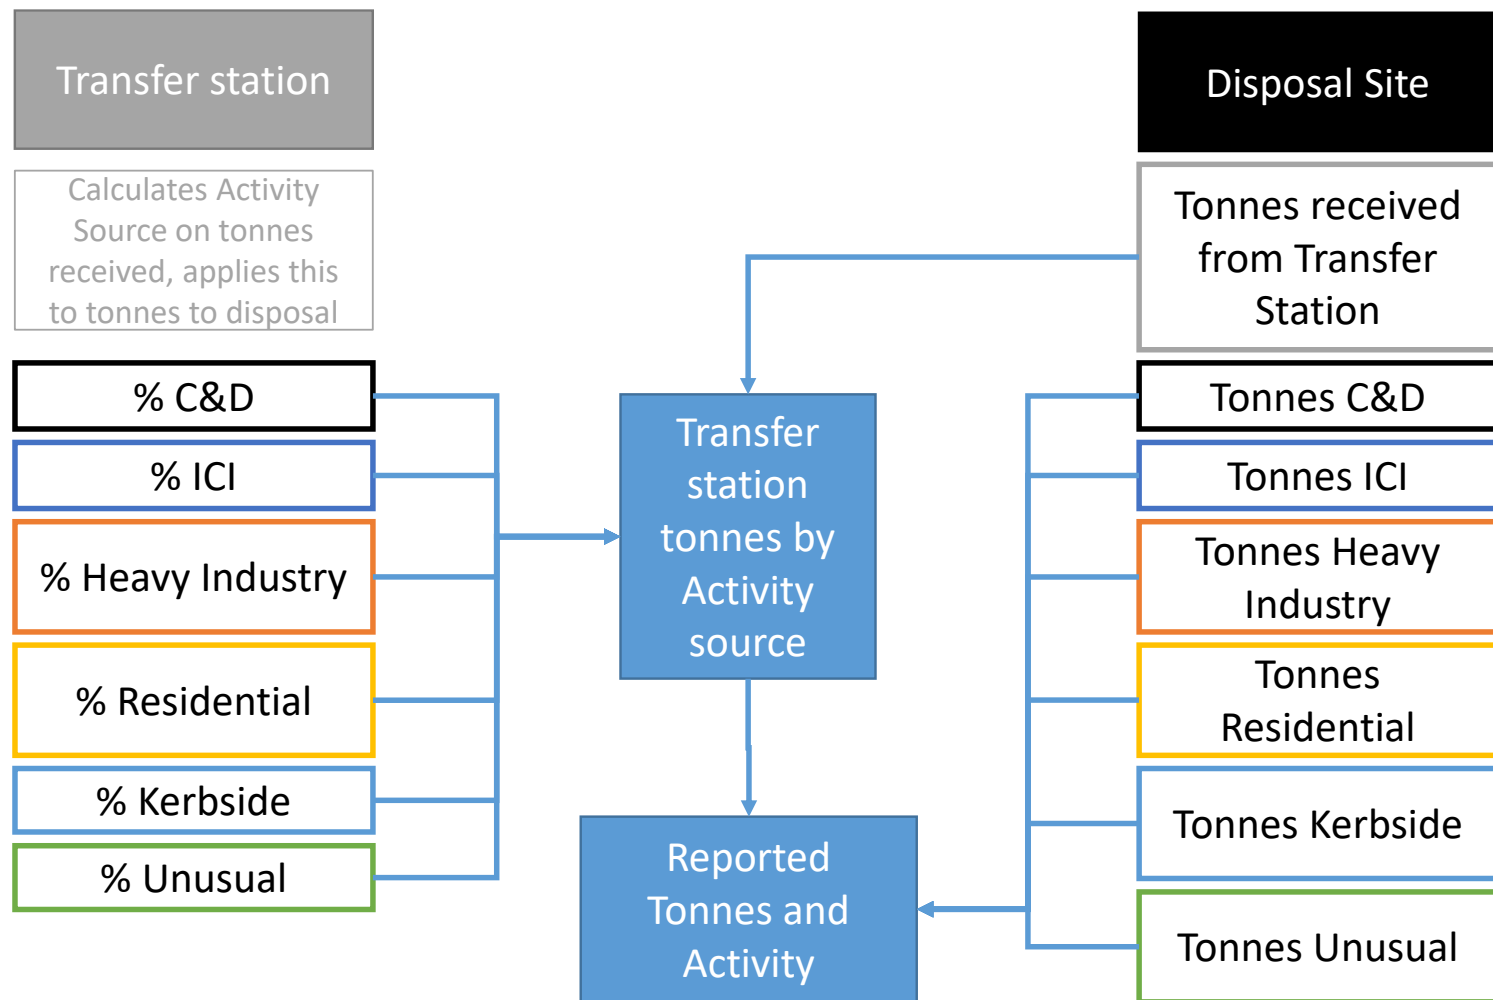 Transfer station
Calculates Activity
Source on tonnes
received, applies this
to tonnes to disposal
% C&D
% ICI
% Heavy Industry
% Residential
% Kerbside
% Unusual
Transfer
station
tonnes by
Activity
source
Reported
Tonnes and
Activity
Disposal Site
Tonnes received
from Transfer
Station
Tonnes C&D
Tonnes ICI
Tonnes Heavy
Industry
Tonnes
Residential
Tonnes Kerbside
Tonnes Unusual